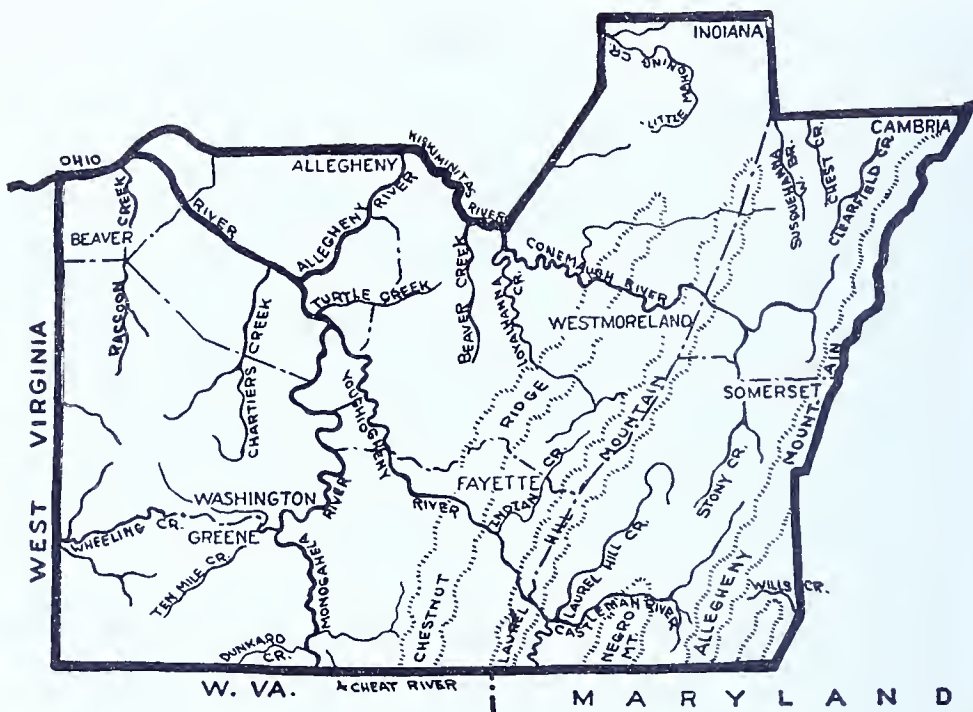 INDIANA
LITTLE MAHONING
CR.
CAMBRIA
SUSQUEHANNA
W. BR.
CHEST CR.
CLEARFIELD CR.
OHIO
RIVER
ALLEGHENY
KISKIMINITAS
RIVER
ALLEGHENY
RIVER
BEAVER
RACCOON
CREEK
CHARTIERS
CREEK
TURTLE CREEK
BEAVER CREEK
LOYALHANNA
CR.
CONEMAUGH
RIVER
WESTMORELAND
WEST VIRGINIA
YOUGHIOGHENY
RIVER
CHESTNUT
RIDGE
SOMERSET
FAYETTE
INDIAN
CR.
LAUREL
HILL
MOUNTAIN
STONY CR.
ALLEGHENY
MOUNTAIN
WASHINGTON
WHEELING CR.
GREENE
TEN MILE CR.
MONOGAHELA
RIVER
LAUREL HILL CR.
CASTLEMAN RIVER
NEGRO
MT.
WILLS CR.
DUNKARD
CR.
W. VA.
CHEAT RIVER
MARYLAND